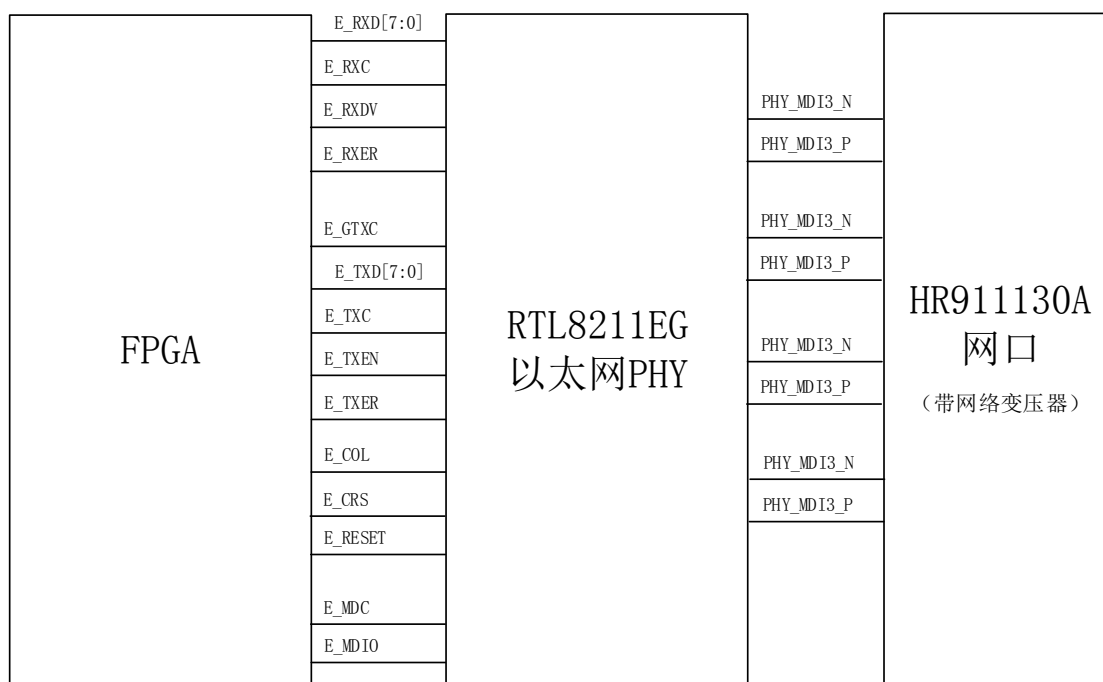 E_RXD[7:0]
E_RXC
E_RXDV
E_RXER
E_GTXC
E_TXD[7:0]
E_TXC
E_TXEN
E_TXER
E_COL
E_CRS
E_RESET
E_MDC
E_MDIO
FPGA
RTL8211EG
以太网PHY
PHY_MDI3_N
PHY_MDI3_P
PHY_MDI3_N
PHY_MDI3_P
PHY_MDI3_N
PHY_MDI3_P
PHY_MDI3_N
PHY_MDI3_P
HR911130A
网口
（带网络变压器）